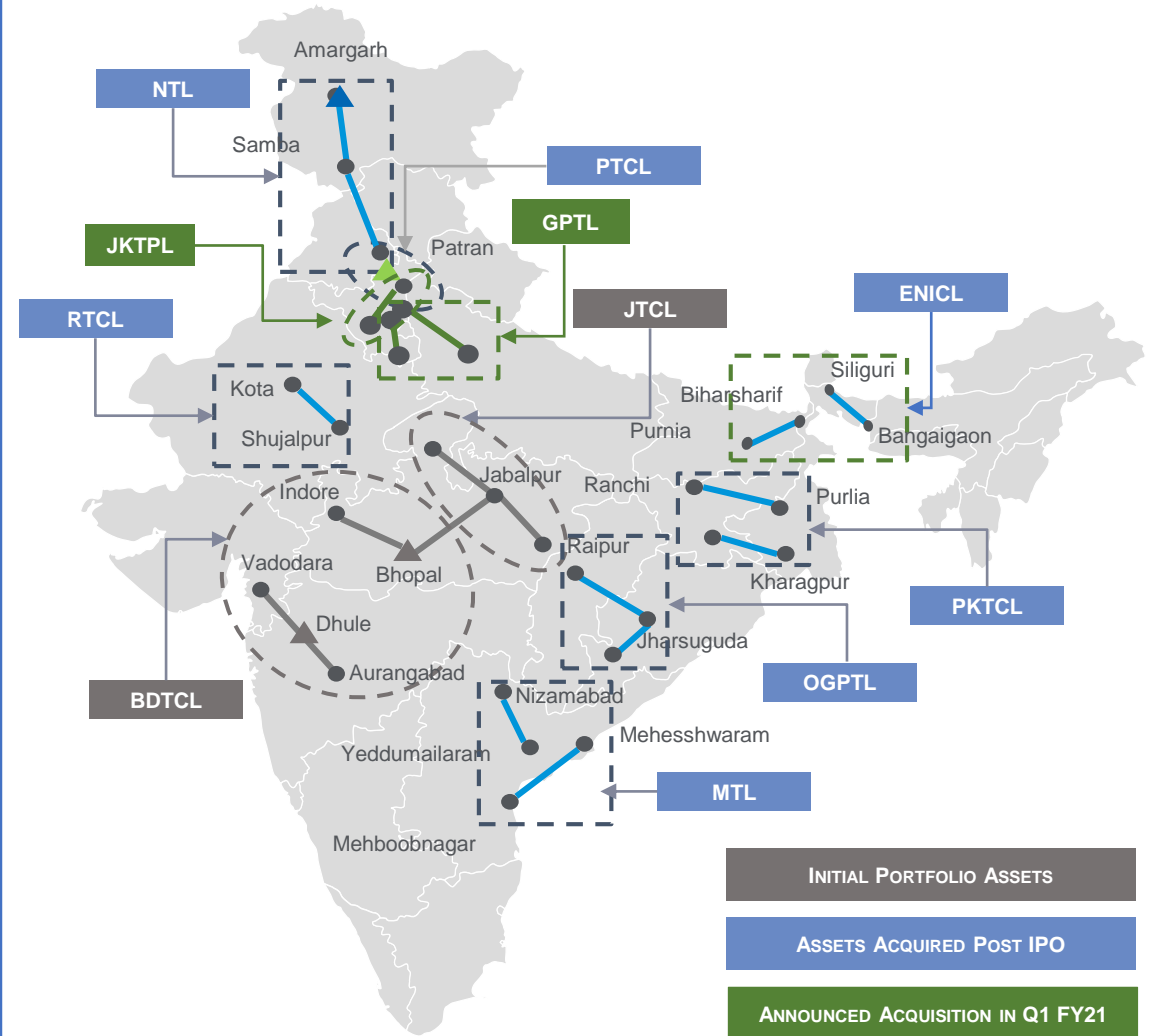 Amargarh
NTL
Samba
PTCL
GPTL
JKTPL
Patran
ENICL
RTCL
JTCL
Siliguri
Kota
Biharsharif
Purnia
Bangaigaon
Shujalpur
Jabalpur
Ranchi
Indore
Purlia
Raipur
Vadodara
Bhopal
Kharagpur
PKTCL
Dhule
Jharsuguda
Aurangabad
OGPTL
BDTCL
Nizamabad
Mehesshwaram
Yeddumailaram
MTL
Mehboobnagar
INITIAL PORTFOLIO ASSETS
ASSETS ACQUIRED POST IPO
ANNOUNCED ACQUISITION IN Q1 FY21